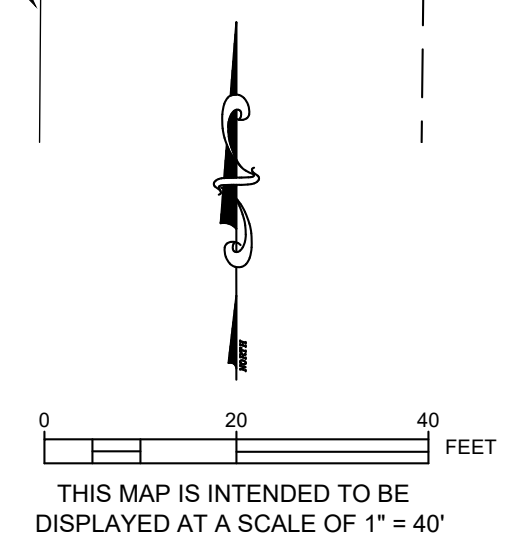 NORTH
0 20 40
FEET
THIS MAP IS INTENDED TO BE
DISPLAYED AT A SCALE OF 1" = 40'